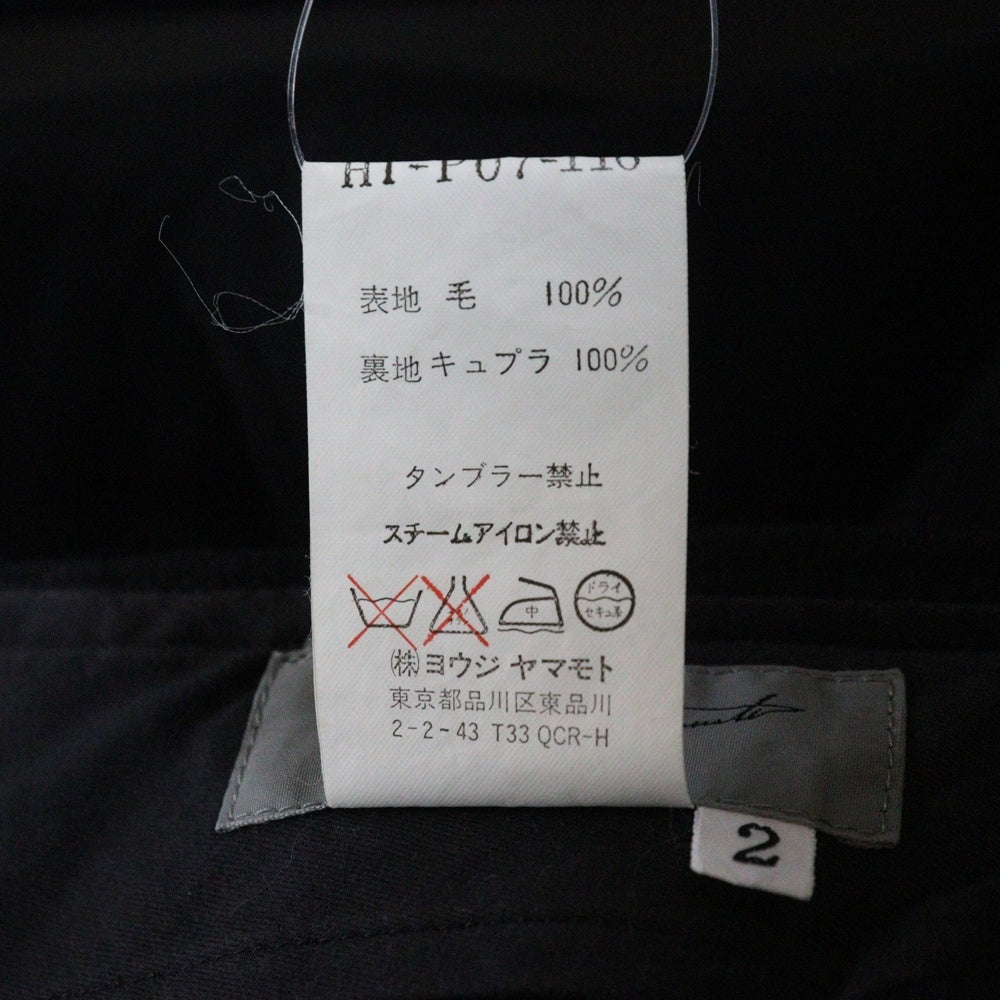 HI-P07-116
表地 毛 100%
裏地 キュプラ 100%
タンブラー禁止
スチームアイロン禁止
中
ドライ
セキユ系
㈱ヨウジ ヤマモト
東京都品川区東品川
2-2-43 T33 QCR-H
2